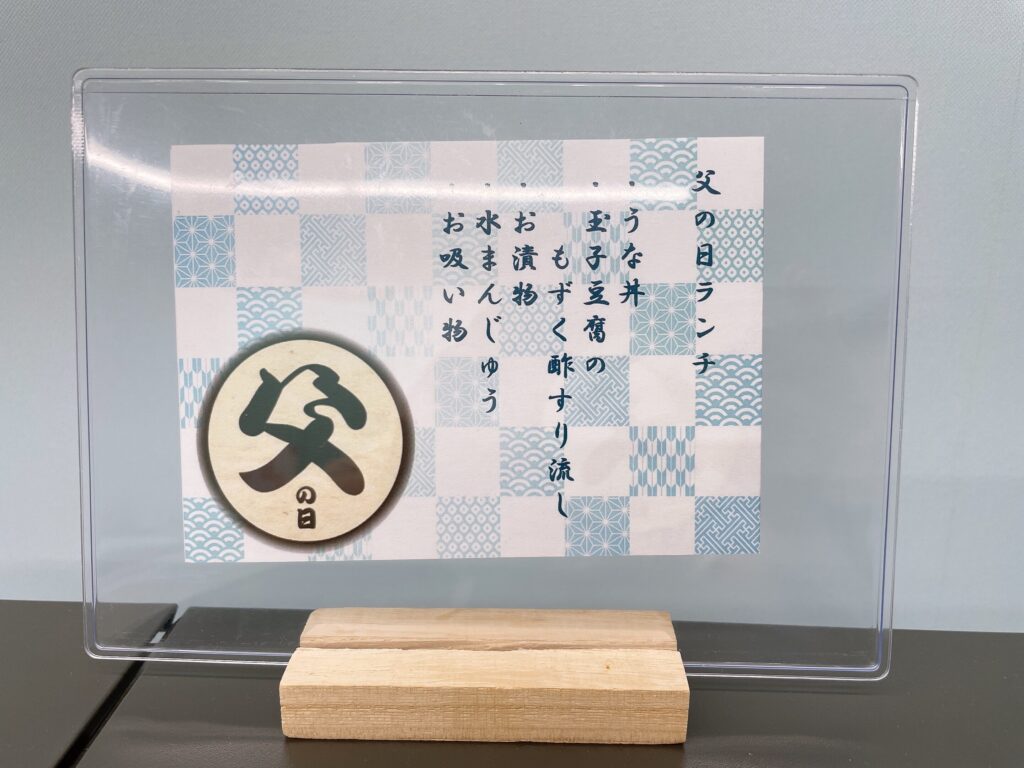 父の日ランチ
・うな丼
・玉子豆腐の
もずく酢すり流し
・お漬物
・水まんじゅう
・お吸い物
父
の日